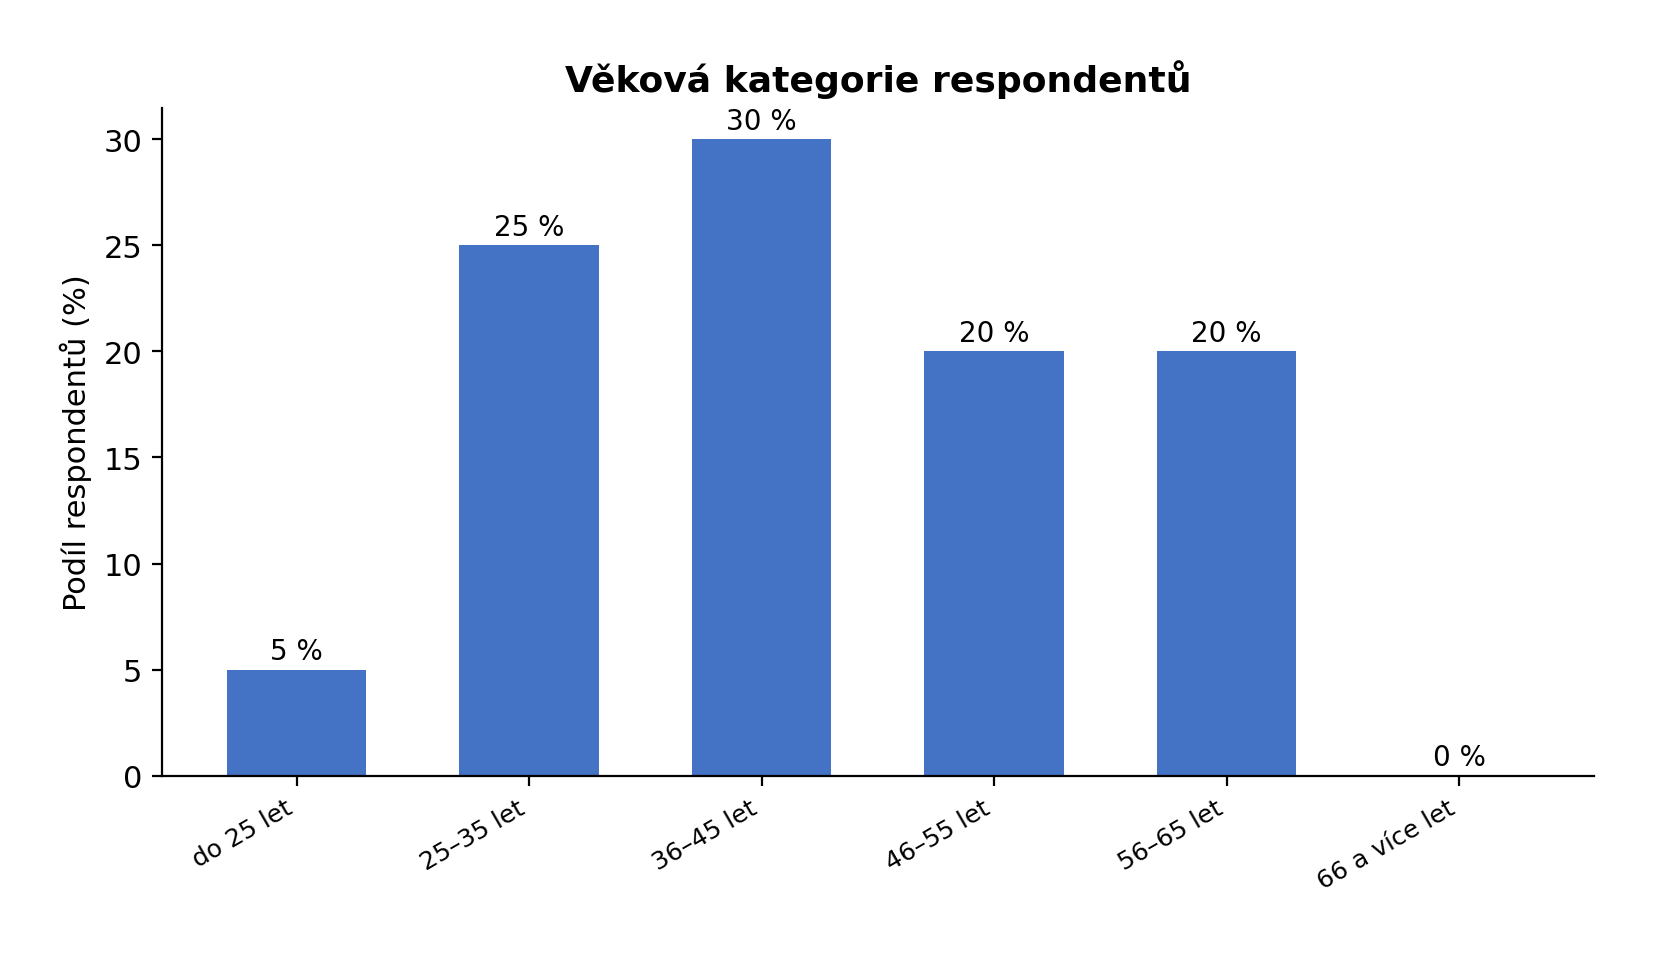 Věková kategorie respondentů
Podíl respondentů (%)
30
25
20
15
10
5
0
5 %
25 %
30 %
20 %
20 %
0 %
do 25 let
25–35 let
36–45 let
46–55 let
56–65 let
66 a více let